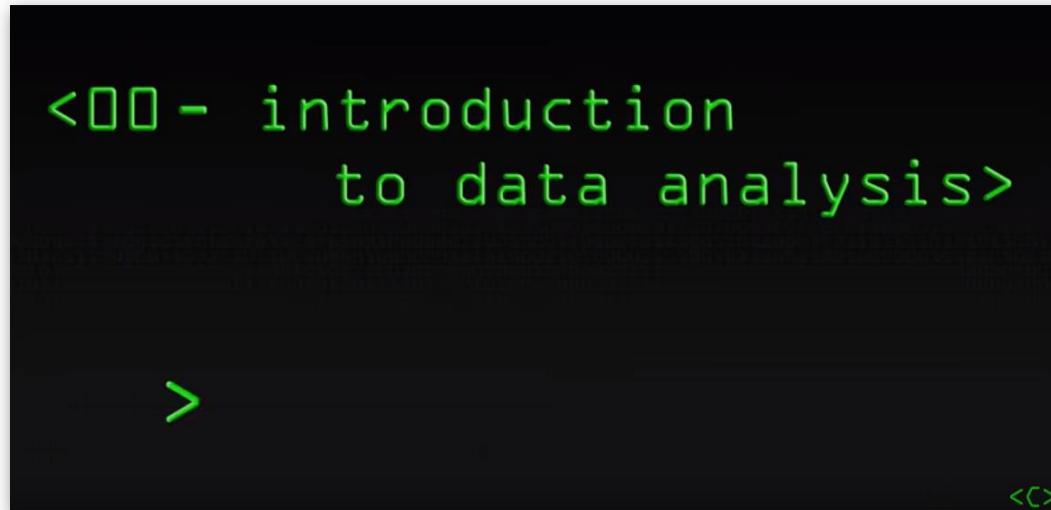 <00- introduction
to data analysis>
>
<C>